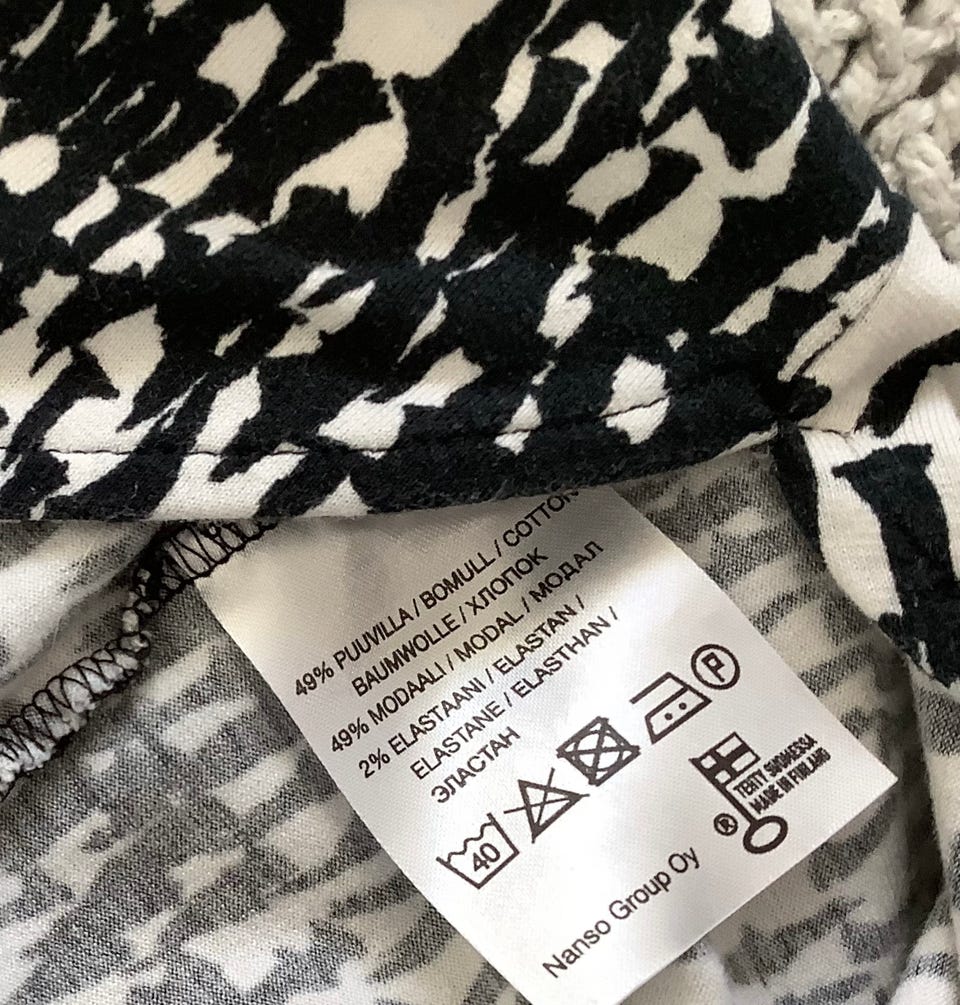 49% PUUVILLA / BOMULL / COTTON
BAUMWOLLE / ХЛОПОК
49% MODAALI / MODAL / МОДАЛ
2% ELASTAANI / ELASTAN /
ELASTANE / ELASTHAN /
ЭЛАСТАН
40
P
TEHTY SUOMESSA
MADE IN FINLAND
®
Nanso Group Oy